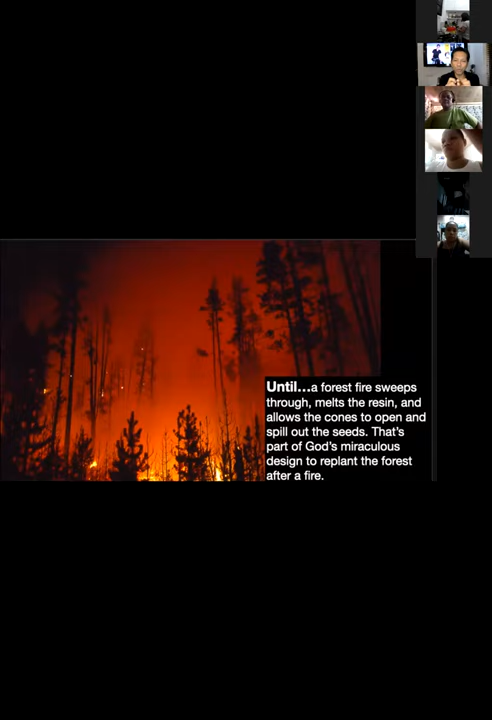 Until...a forest fire sweeps
through, melts the resin, and
allows the cones to open and
spill out the seeds. That's
part of God's miraculous
design to replant the forest
after a fire.